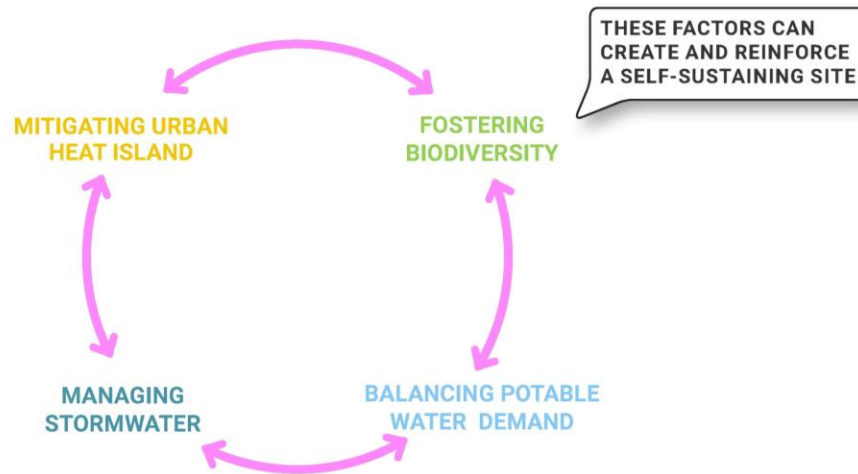 THESE FACTORS CAN
CREATE AND REINFORCE
A SELF-SUSTAINING SITE
MITIGATING URBAN
HEAT ISLAND
FOSTERING
BIODIVERSITY
MANAGING
STORMWATER
BALANCING POTABLE
WATER DEMAND